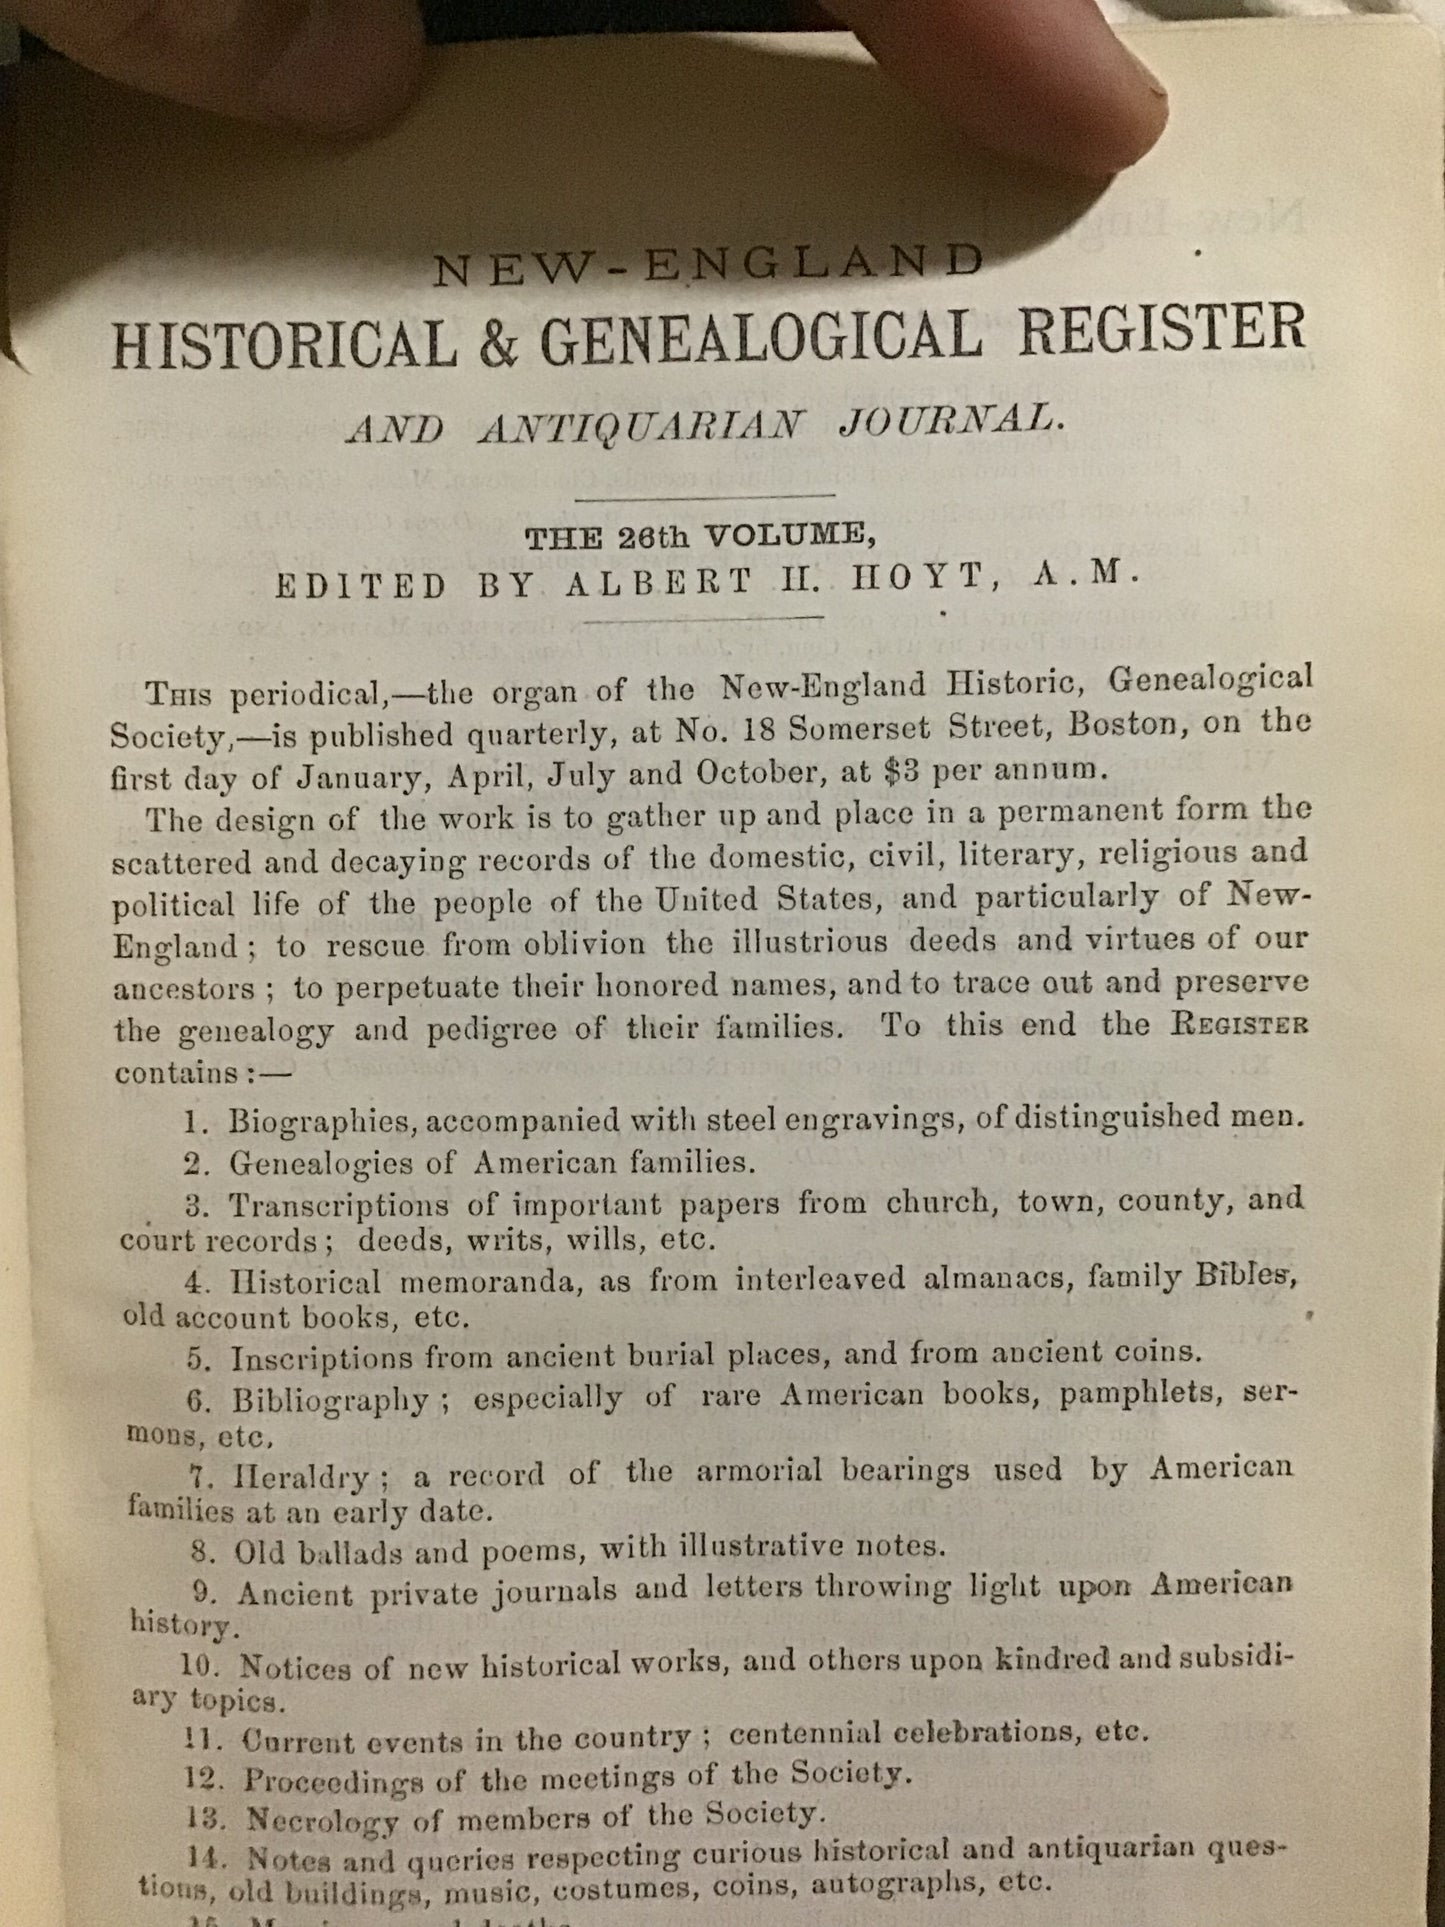 NEW-ENGLAND
HISTORICAL & GENEALOGICAL REGISTER
AND ANTIQUARIAN JOURNAL.
THE 26th VOLUME,
EDITED BY ALBERT H. HOYT, A.M.
THIS periodical,—the organ of the New-England Historic, Genealogical
Society,—is published quarterly, at No. 18 Somerset Street, Boston, on the
first day of January, April, July and October, at $3 per annum.
The design of the work is to gather up and place in a permanent form the
scattered and decaying records of the domestic, civil, literary, religious and
political life of the people of the United States, and particularly of New-
England ; to rescue from oblivion the illustrious deeds and virtues of our
ancestors ; to perpetuate their honored names, and to trace out and preserve
the genealogy and pedigree of their families. To this end the REGISTER
contains :—
1. Biographies, accompanied with steel engravings, of distinguished men.
2. Genealogies of American families.
3. Transcriptions of important papers from church, town, county, and
court records ; deeds, writs, wills, etc.
4. Historical memoranda, as from interleaved almanacs, family Bibles,
old account books, etc.
5. Inscriptions from ancient burial places, and from ancient coins.
6. Bibliography ; especially of rare American books, pamphlets, ser-
mons, etc.
7. Heraldry ; a record of the armorial bearings used by American
families at an early date.
8. Old ballads and poems, with illustrative notes.
9. Ancient private journals and letters throwing light upon American
history.
10. Notices of new historical works, and others upon kindred and subsidi-
ary topics.
11. Current events in the country ; centennial celebrations, etc.
12. Proceedings of the meetings of the Society.
13. Necrology of members of the Society.
14. Notes and queries respecting curious historical and antiquarian ques-
tions, old buildings, music, costumes, coins, autographs, etc.